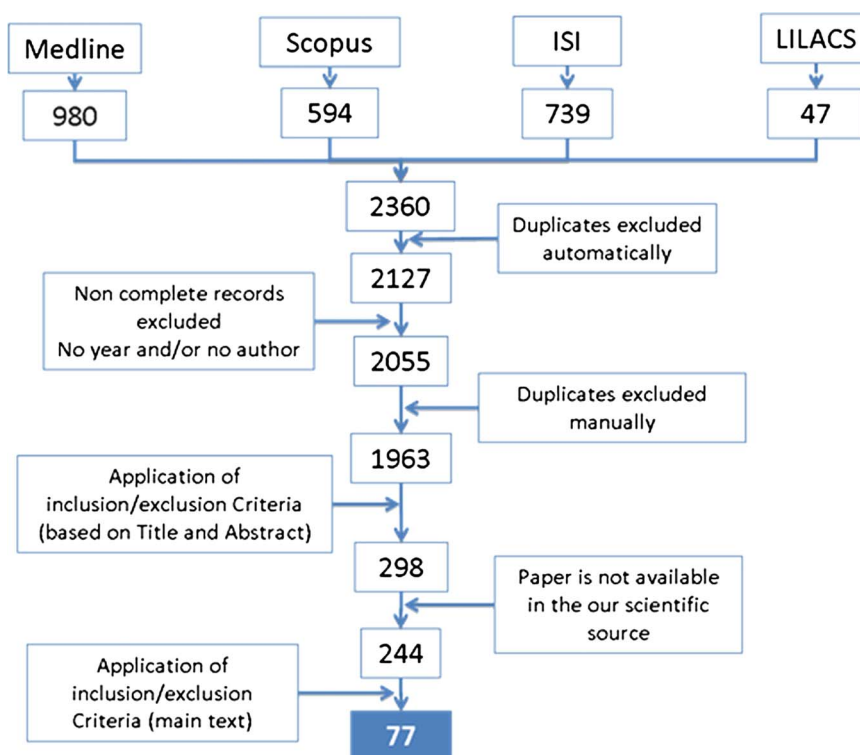 Medline
Scopus
ISI
LILACS
980
594
739
47
2360
Duplicates excluded
automatically
2127
Non complete records
excluded
No year and/or no author
2055
Duplicates excluded
manually
1963
Application of
inclusion/exclusion Criteria
(based on Title and Abstract)
298
Paper is not available
in the our scientific
source
244
Application of
inclusion/exclusion
Criteria (main text)
77